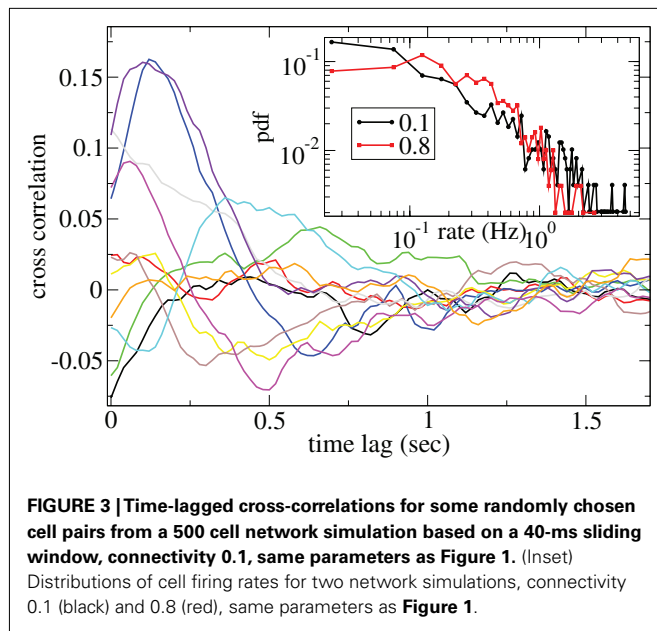 0.15
0.1
0.05
0
-0.05
cross correlation
0 0.5 1 1.5
time lag (sec)
10^-1
10^-2
pdf
0.1
0.8
10^-1 rate (Hz) 10^0
FIGURE 3 | Time-lagged cross-correlations for some randomly chosen
cell pairs from a 500 cell network simulation based on a 40-ms sliding
window, connectivity 0.1, same parameters as Figure 1. (Inset)
Distributions of cell firing rates for two network simulations, connectivity
0.1 (black) and 0.8 (red), same parameters as Figure 1.